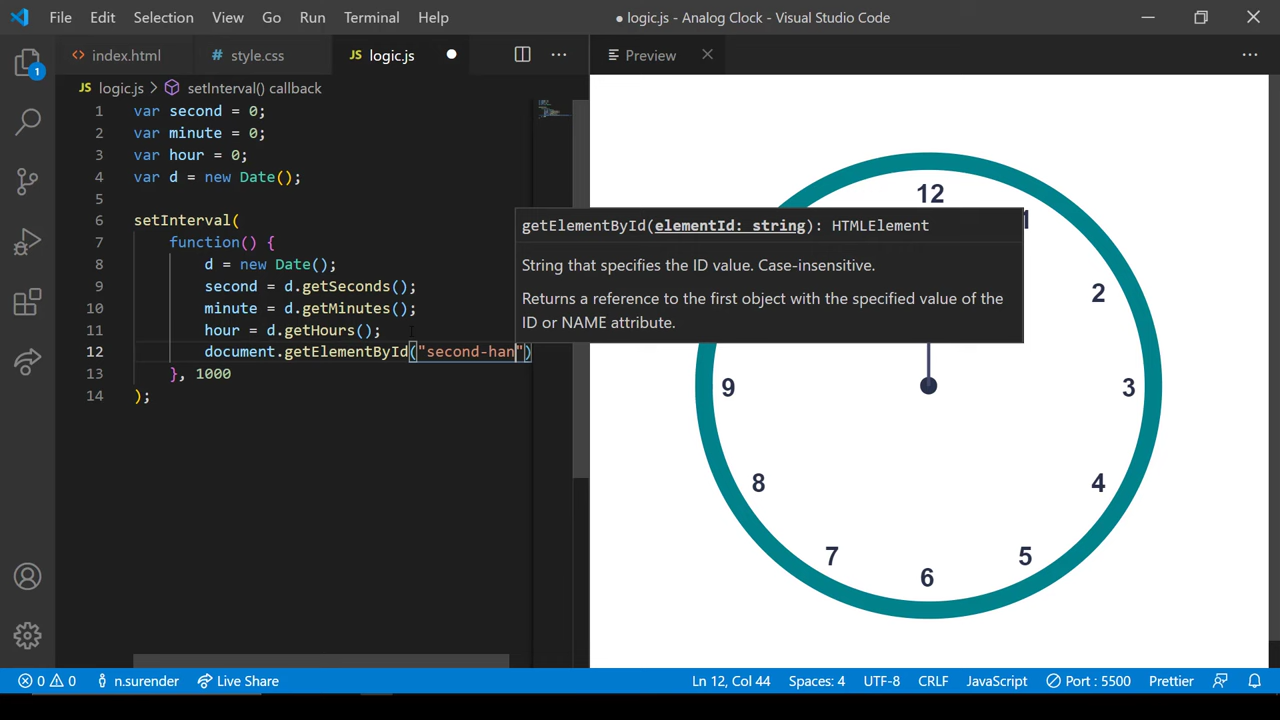 File Edit Selection View Go Run Terminal Help ● logic.js - Analog Clock - Visual Studio Code
<> index.html # style.css JS logic.js ● ···
Preview ···
JS logic.js > setInterval() callback
1 var second = 0;
2 var minute = 0;
3 var hour = 0;
4 var d = new Date();
5
6 setInterval(
7 function() {
8 d = new Date();
9 second = d.getSeconds();
10 minute = d.getMinutes();
11 hour = d.getHours();
12 document.getElementById("second-han")
13 }, 1000
14 );
getElementById(elementId: string): HTMLElement
String that specifies the ID value. Case-insensitive.
Returns a reference to the first object with the specified value of the
ID or NAME attribute.
12
1
2
3
4
5
6
7
8
9
1
0 0 n.surender Live Share Ln 12, Col 44 Spaces: 4 UTF-8 CRLF JavaScript Port : 5500 Prettier